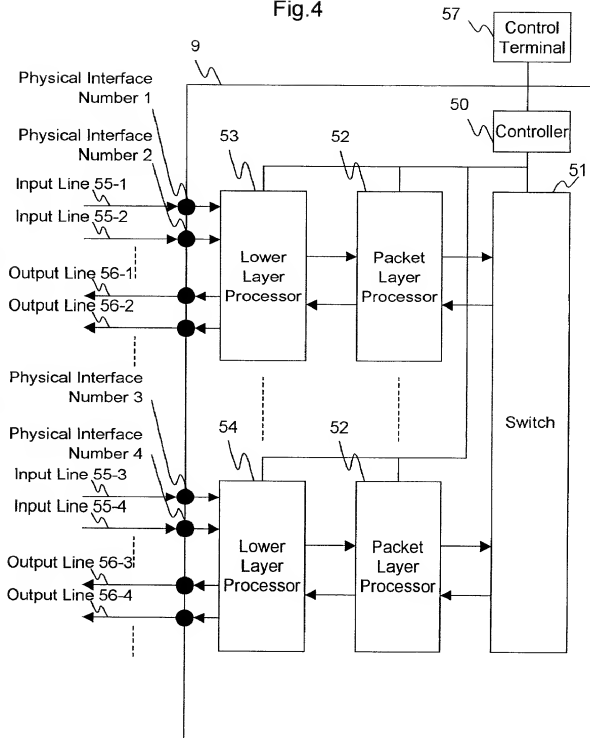 Fig.4
57
Control
Terminal
9
Physical Interface
Number 1
50
Controller
Physical Interface
Number 2
53
52
51
Input Line 55-1
Input Line 55-2
Lower
Layer
Processor
Packet
Layer
Processor
Output Line 56-1
Output Line 56-2
Physical Interface
Number 3
Switch
Physical Interface
Number 4
54
52
Input Line 55-3
Input Line 55-4
Lower
Layer
Processor
Packet
Layer
Processor
Output Line 56-3
Output Line 56-4